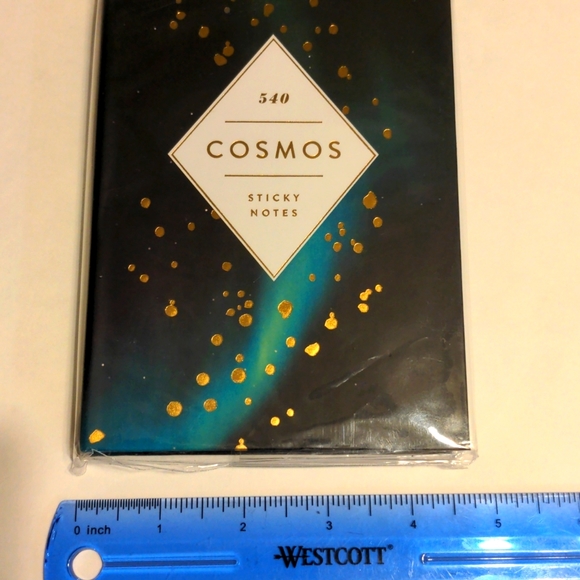 540
COSMOS
STICKY
NOTES
0 inch 1 2 3 4 5
WESTCOTT®